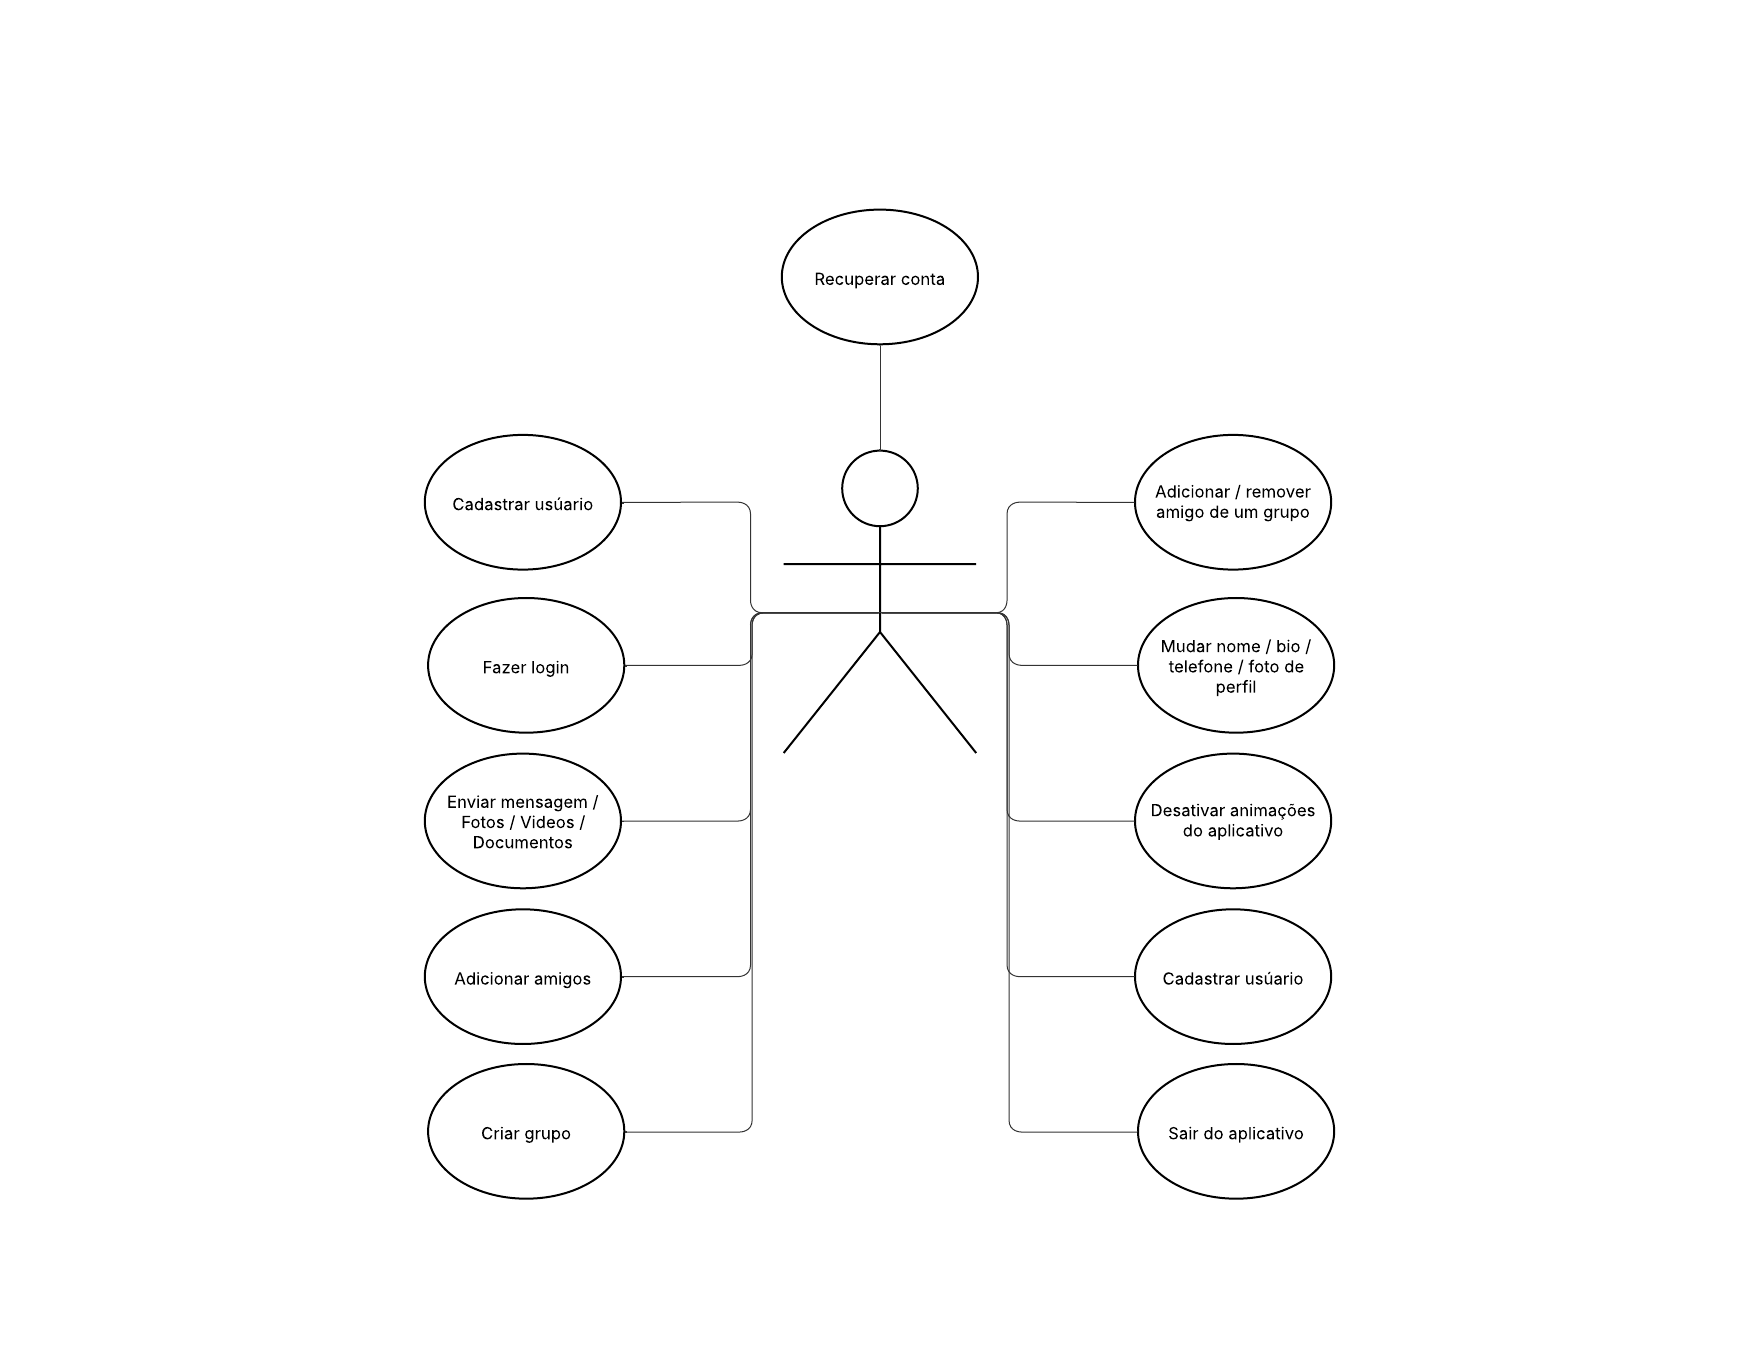 Recuperar conta
Cadastrar usúario
Fazer login
Enviar mensagem /
Fotos / Videos /
Documentos
Adicionar amigos
Criar grupo
Adicionar / remover
amigo de um grupo
Mudar nome / bio /
telefone / foto de
perfil
Desativar animações
do aplicativo
Cadastrar usúario
Sair do aplicativo